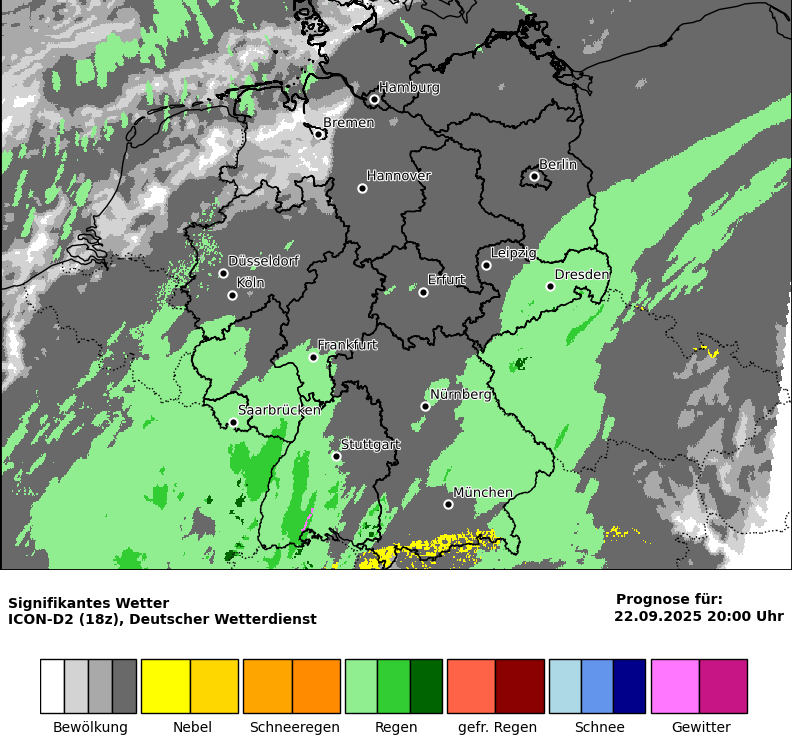 Hamburg
Bremen
Berlin
Hannover
Leipzig
Düsseldorf
Dresden
Erfurt
Köln
Frankfurt
Nürnberg
Saarbrücken
Stuttgart
München
Signifikantes Wetter
ICON-D2 (18z), Deutscher Wetterdienst
Prognose für:
22.09.2025 20:00 Uhr
Bewölkung Nebel Schneeregen Regen gefr. Regen Schnee Gewitter